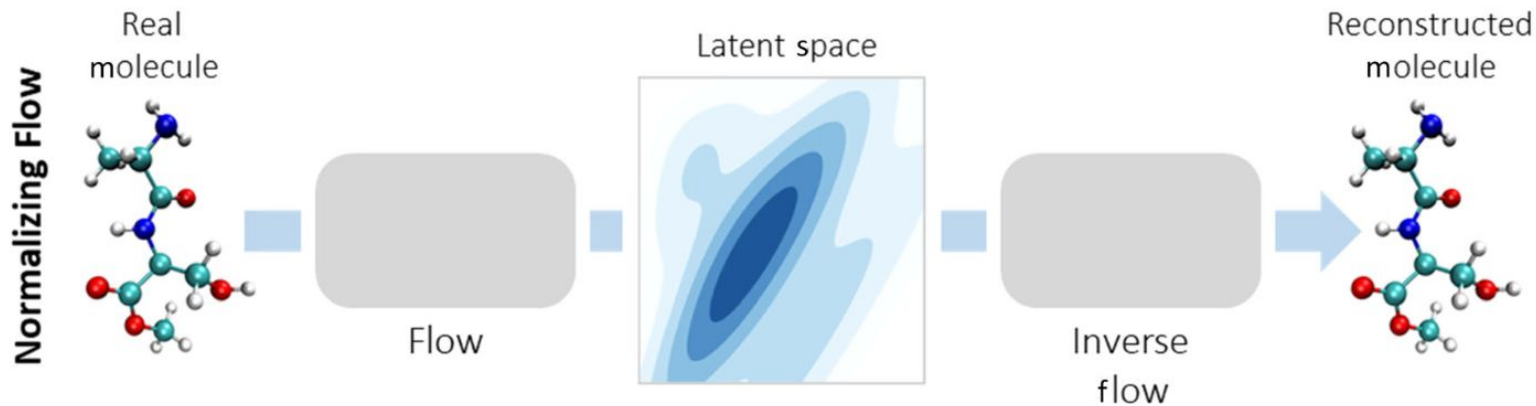 Normalizing Flow
Real
molecule
Flow
Latent space
Inverse
flow
Reconstructed
molecule